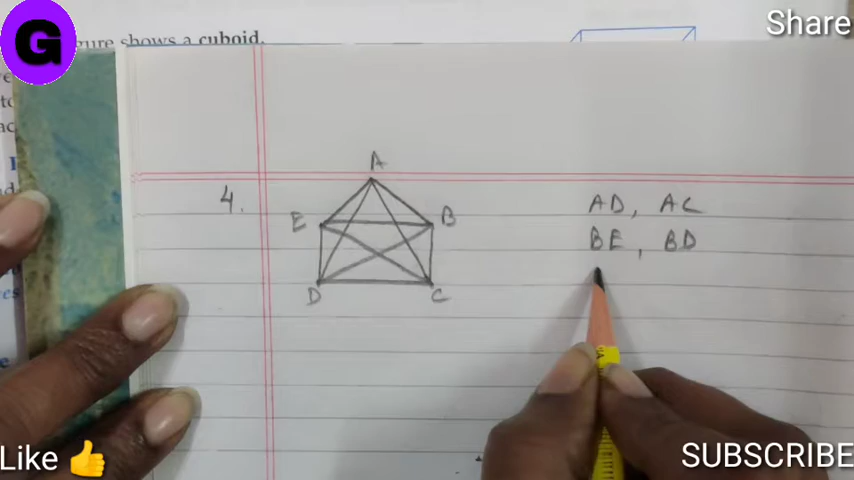 G
Share
gure shows a cuboid.
4.
A
E
B
D
C
AD, AC
BE, BD
Like 👍
SUBSCRIBE